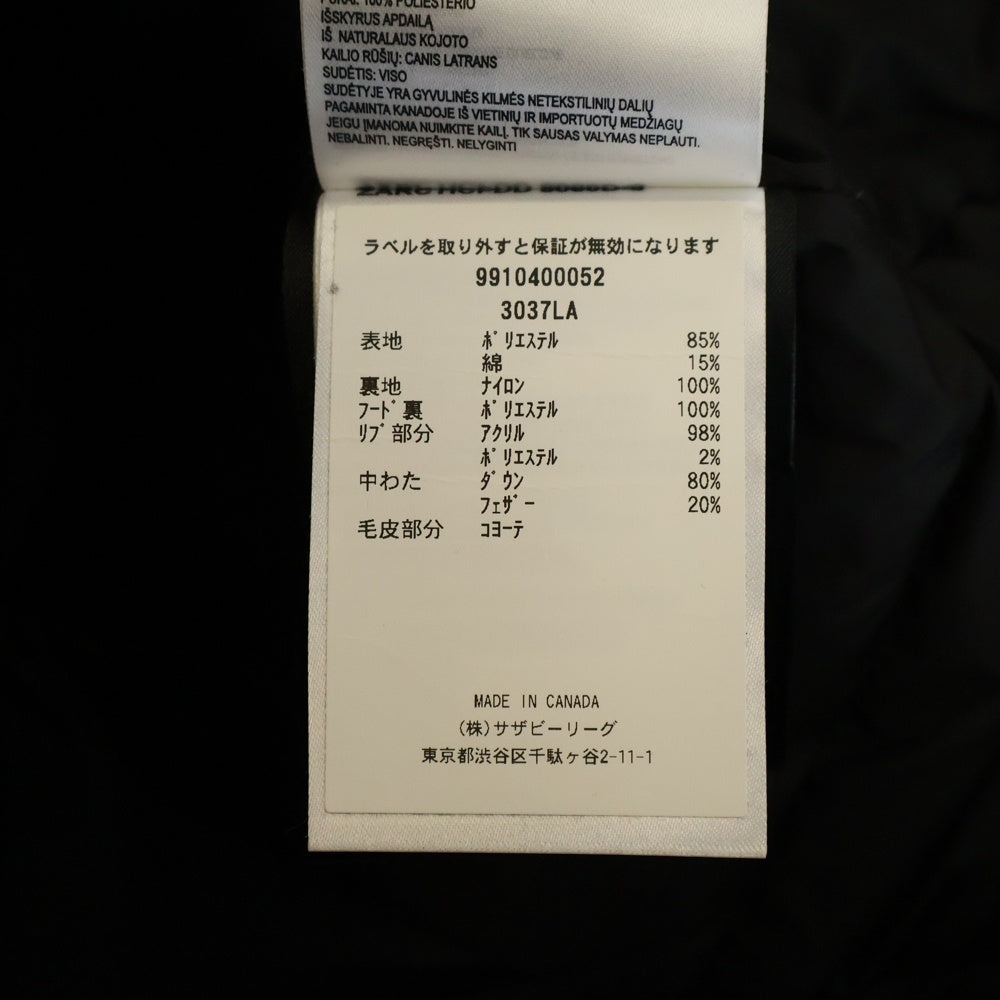 100% POLIESTERIO
IŠSKYRUS APDAILĄ
IŠ NATURALAUS KOJOTO
KAILIO RŪŠIŲ: CANIS LATRANS
SUDĖTIS: VISO
SUDĖTYJE YRA GYVULINĖS KILMĖS NETEKSTILINIŲ DALIŲ
PAGAMINTA KANADOJE IŠ VIETINIŲ IR IMPORTUOTŲ MEDŽIAGŲ
JEIGU ĮMANOMA NUIMKITE KAILĮ. TIK SAUSAS VALYMAS NEPLAUTI.
NEBALINTI. NEGRĘŠTI. NELYGINTI
ラベルを取り外すと保証が無効になります
9910400052
3037LA
表地 ポリエステル 85%
綿 15%
裏地 ナイロン 100%
フード裏 ポリエステル 100%
リブ部分 アクリル 98%
ポリエステル 2%
中わた ダウン 80%
フェザー 20%
毛皮部分 コヨーテ
MADE IN CANADA
(株)サザビーリーグ
東京都渋谷区千駄ヶ谷2-11-1